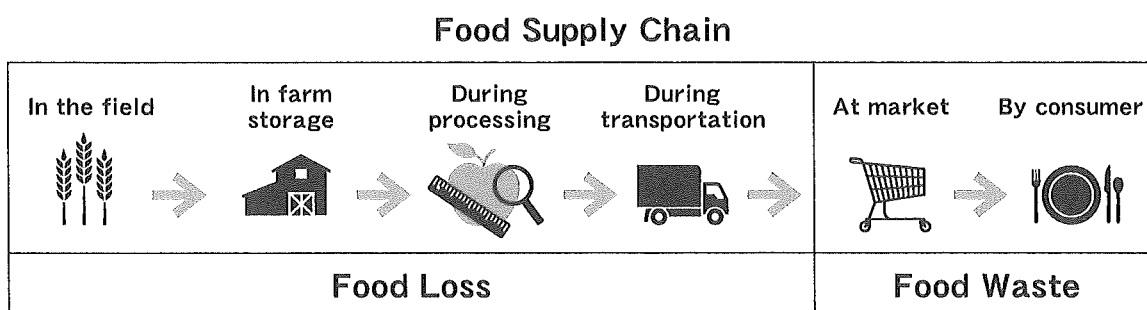 Food Supply Chain
In the field
In farm
storage
During
processing
During
transportation
At market
By consumer
Food Loss
Food Waste